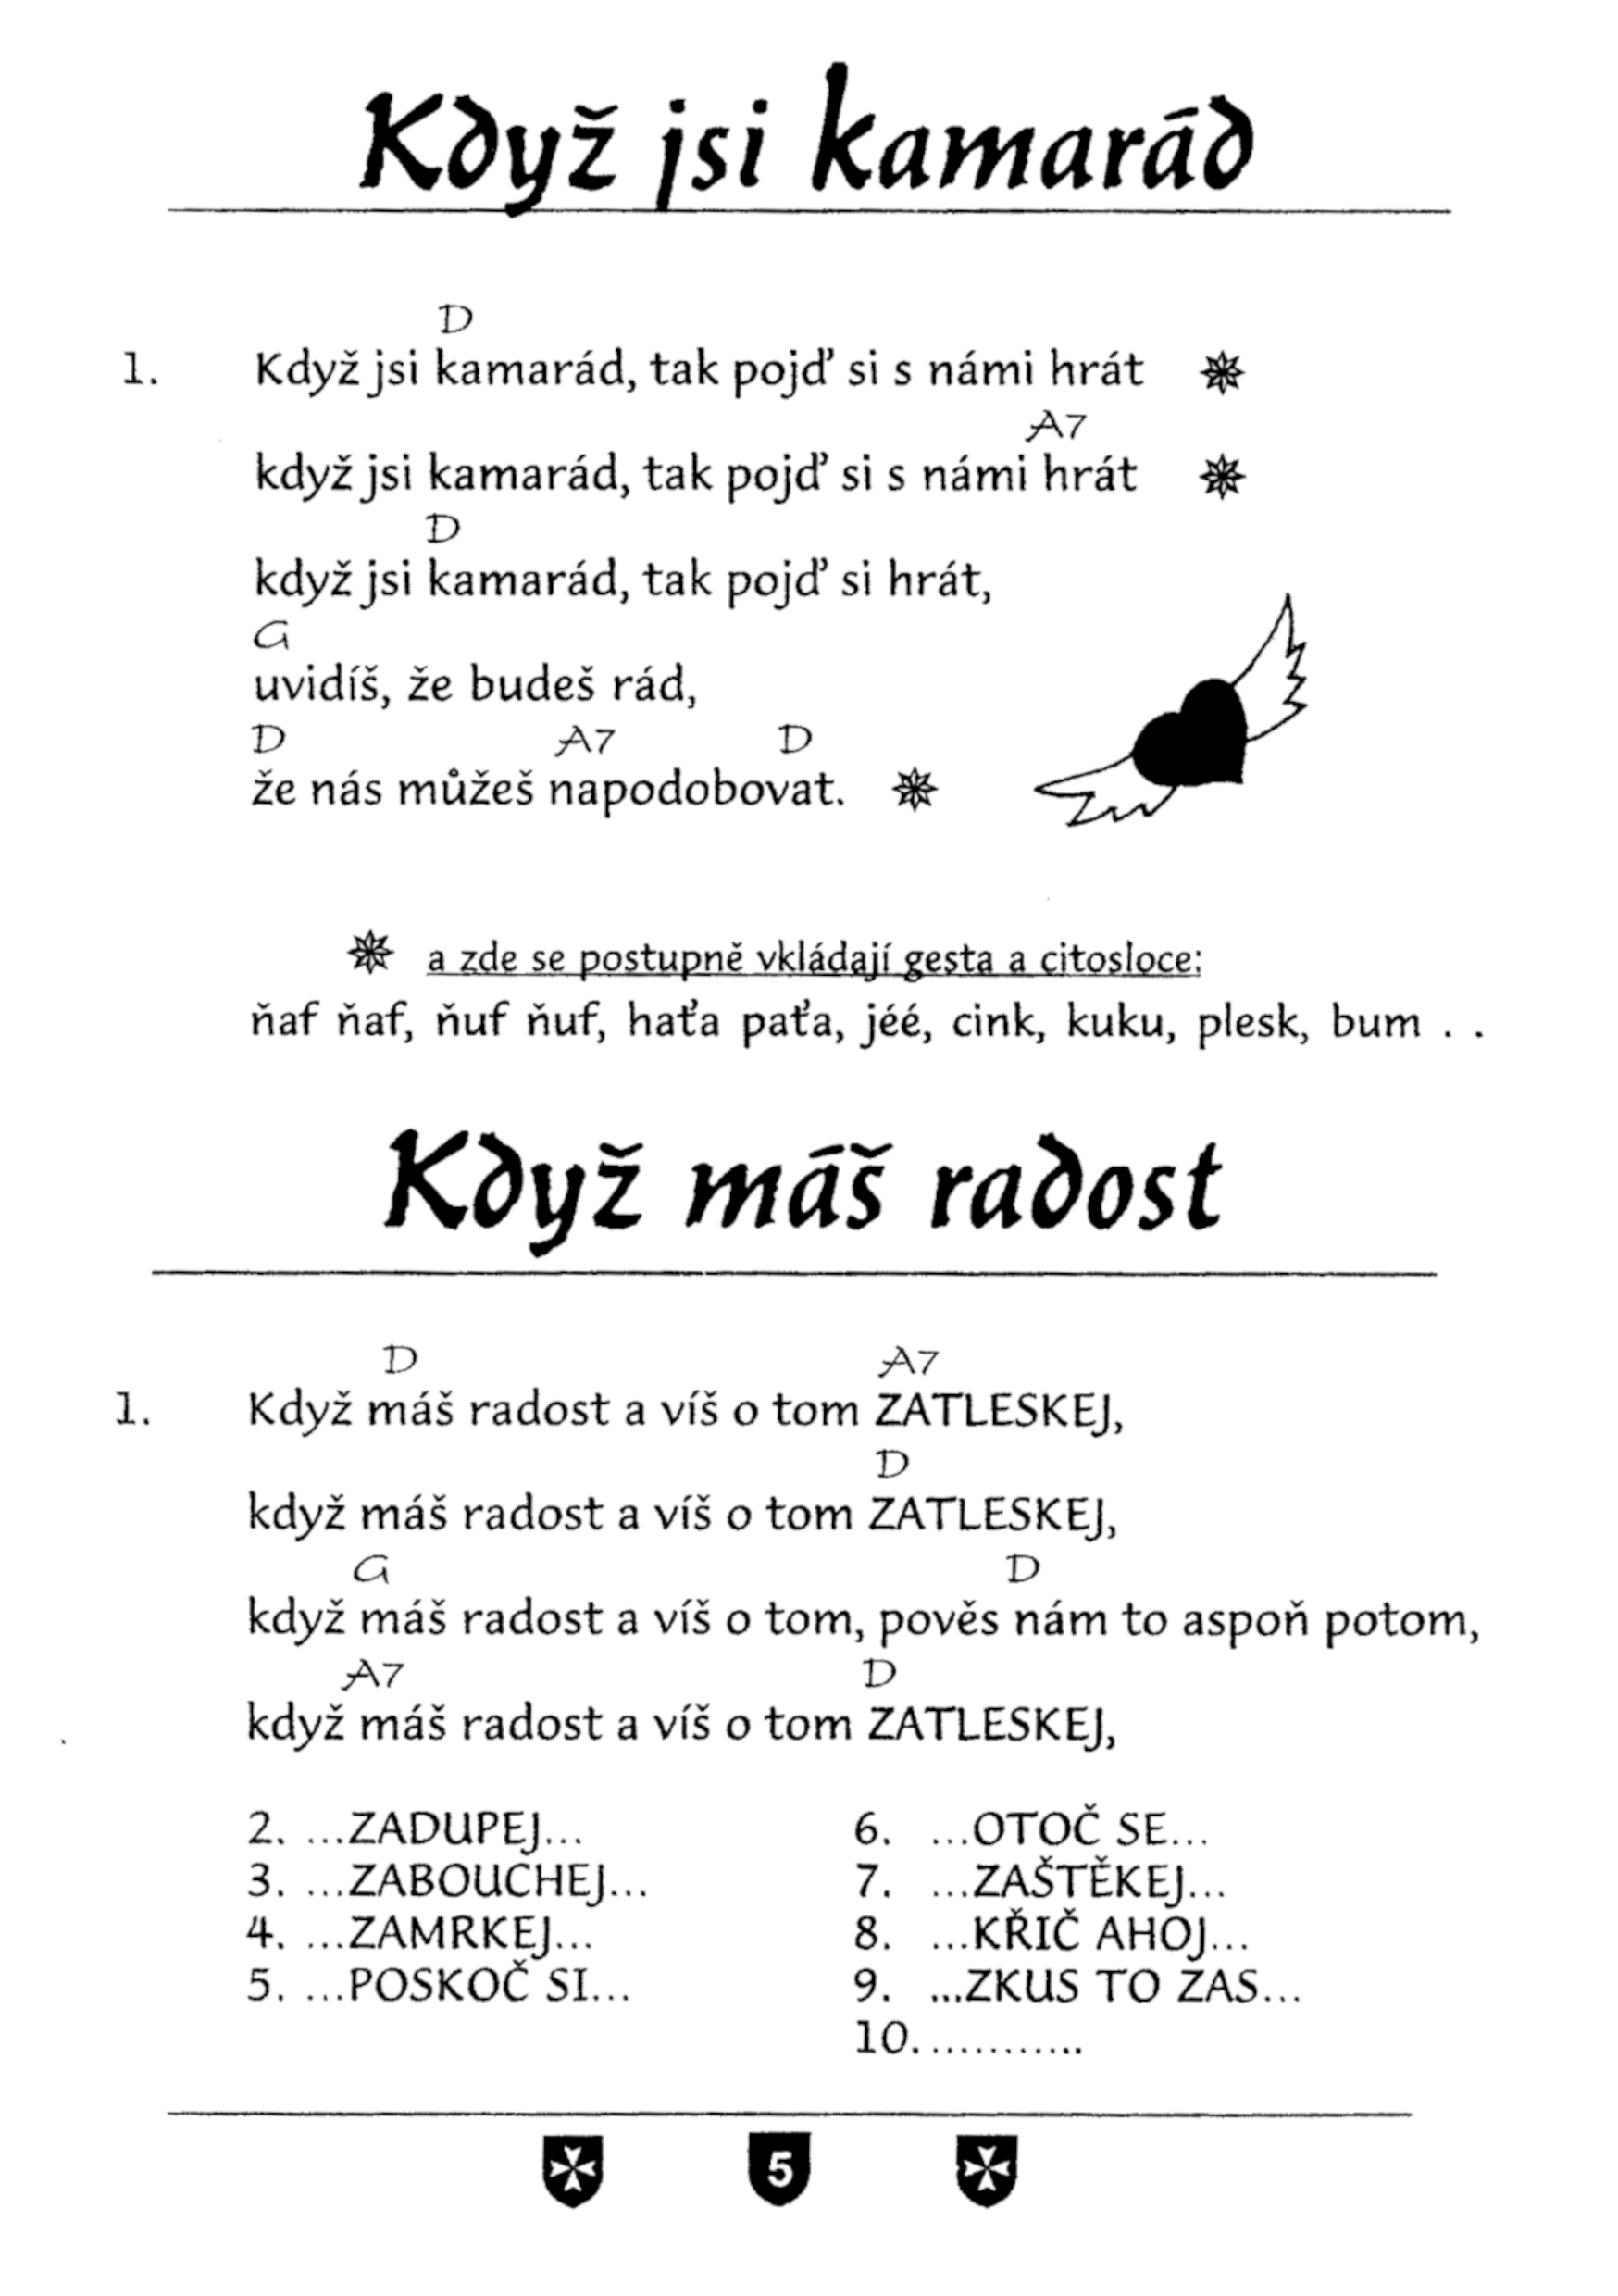 Když jsi kamarád
D
1. Když jsi kamarád, tak pojď si s námi hrát ✵
A7
když jsi kamarád, tak pojď si s námi hrát ✵
D
když jsi kamarád, tak pojď si hrát,
G
uvidíš, že budeš rád,
D A7 D
že nás můžeš napodobovat. ✵
✵ a zde se postupně vkládají gesta a citosloce:
ňaf ňaf, ňuf ňuf, haťa paťa, jéé, cink, kuku, plesk, bum . .
Když máš radost
D A7
1. Když máš radost a víš o tom ZATLESKEJ,
D
když máš radost a víš o tom ZATLESKEJ,
G D
když máš radost a víš o tom, pověs nám to aspoň potom,
A7 D
když máš radost a víš o tom ZATLESKEJ,
2. ...ZADUPEJ...
3. ...ZABOUCHEJ...
4. ...ZAMRKEJ...
5. ...POSKOČ SI...
6. ...OTOČ SE...
7. ...ZAŠTĚKEJ...
8. ...KŘIČ AHOJ...
9. ...ZKUS TO ZAS...
10. ...........
5